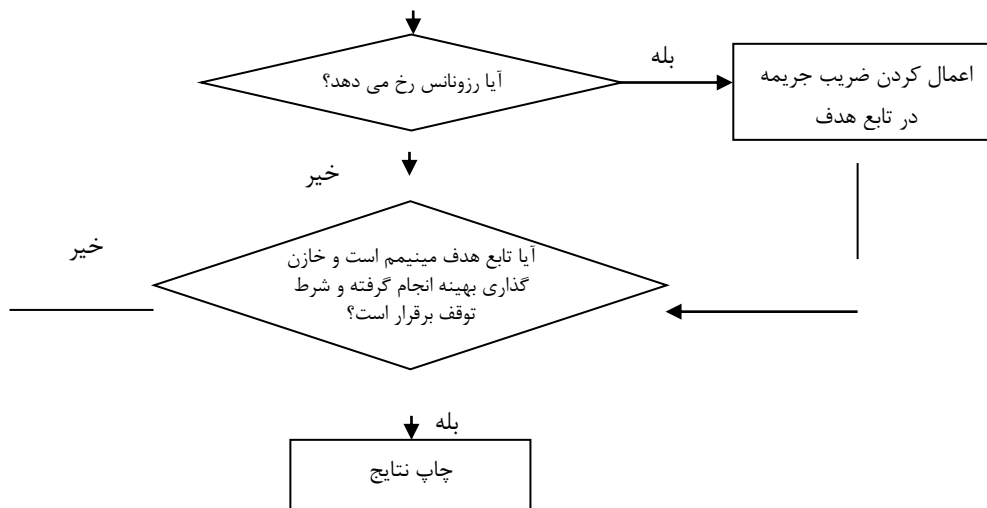 بله
آیا رزونانس رخ می دهد؟
اعمال کردن ضریب جریمه
در تابع هدف
خیر
خیر
آیا تابع هدف مینیمم است و خازن
گذاری بهینه انجام گرفته و شرط
توقف برقرار است؟
بله
چاپ نتایج